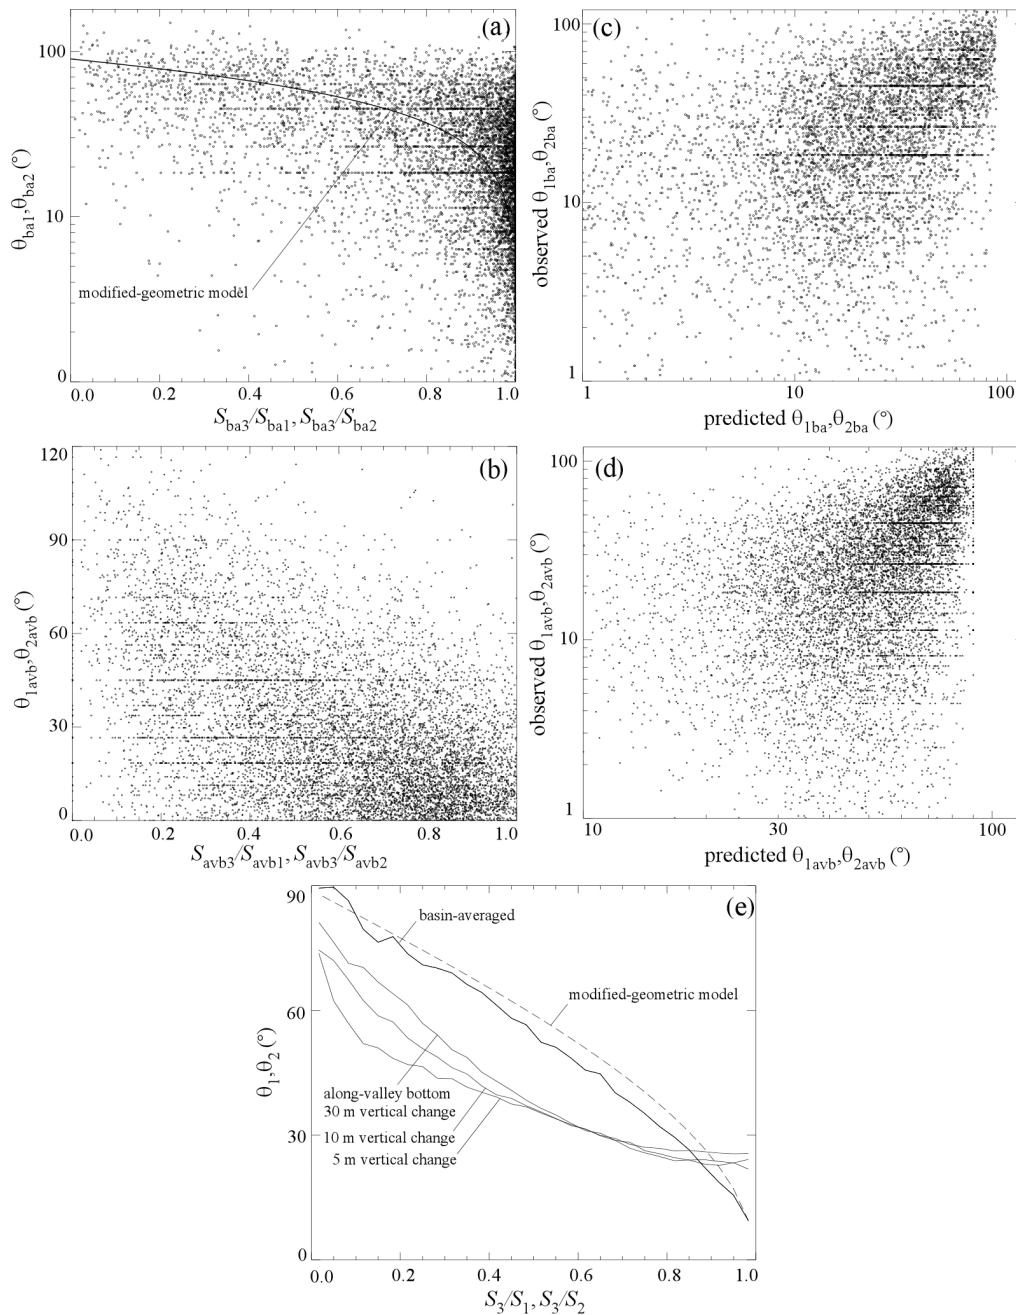 (a)
100
10
0
θba1,θba2 (°)
modified-geometric model
0.0 0.2 0.4 0.6 0.8 1.0
Sba3/Sba1, Sba3/Sba2
(c)
100
10
1
observed θ1ba,θ2ba (°)
1 10 100
predicted θ1ba,θ2ba (°)
(b)
120
90
60
30
0
θ1avb,θ2avb (°)
0.0 0.2 0.4 0.6 0.8 1.0
Savb3/Savb1, Savb3/Savb2
(d)
100
10
1
observed θ1avb,θ2avb (°)
10 30 100
predicted θ1avb,θ2avb (°)
(e)
90
60
30
0
θ1,θ2 (°)
basin-averaged
modified-geometric model
along-valley bottom
30 m vertical change
10 m vertical change
5 m vertical change
0.0 0.2 0.4 0.6 0.8 1.0
S3/S1, S3/S2